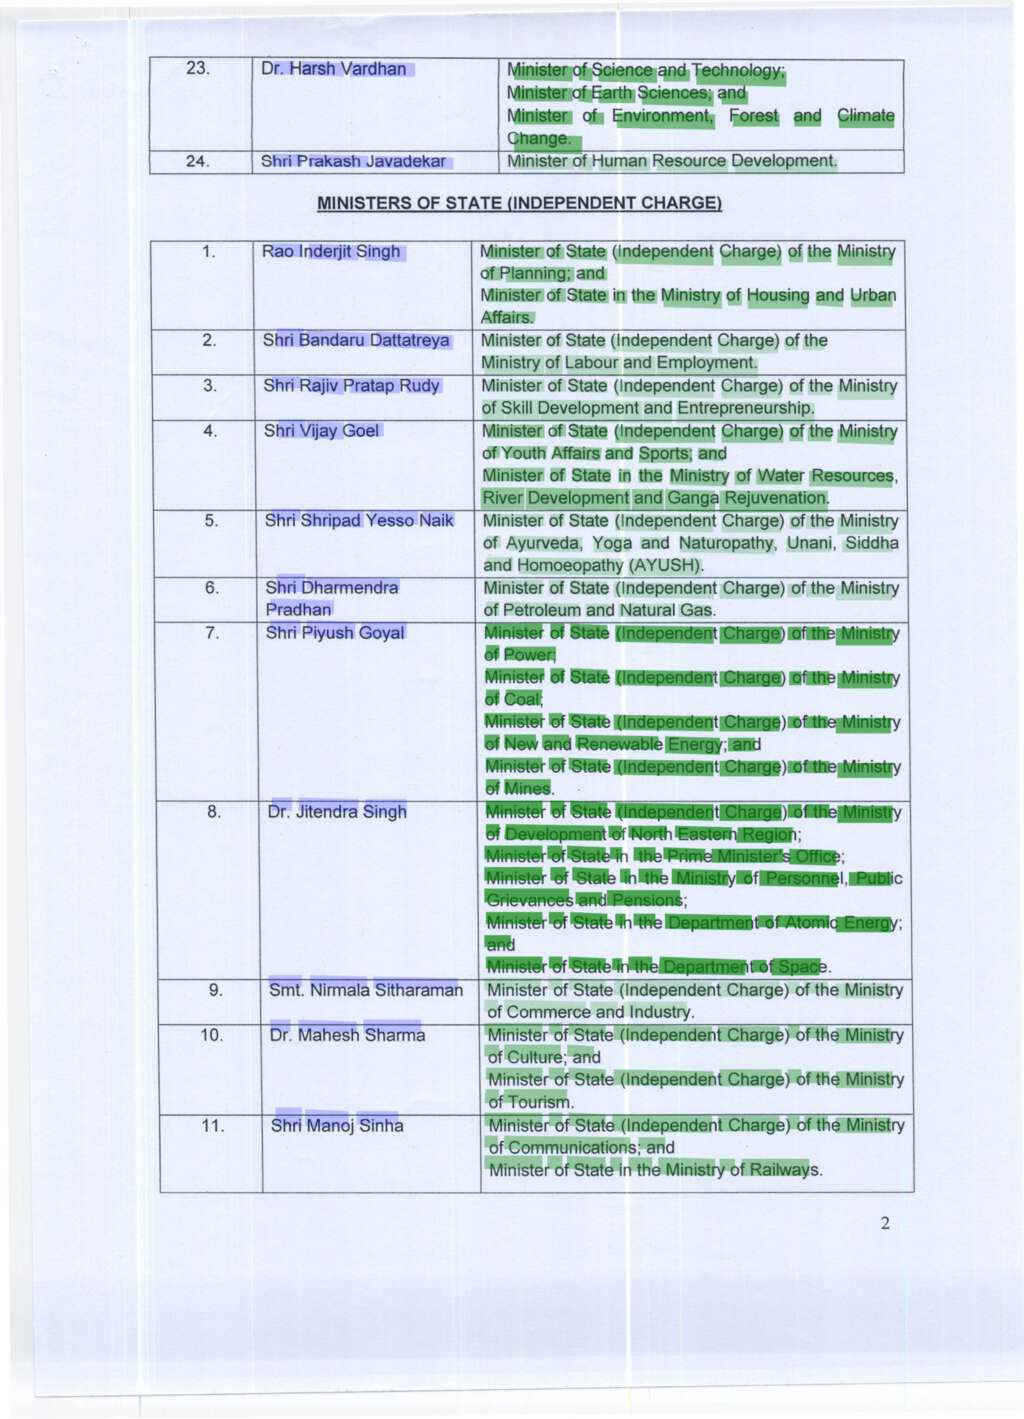 23. Dr. Harsh Vardhan Minister of Science and Technology;
Minister of Earth Sciences; and
Minister of Environment, Forest and Climate
Change.
24. Shri Prakash Javadekar Minister of Human Resource Development.
MINISTERS OF STATE (INDEPENDENT CHARGE)
1. Rao Inderjit Singh Minister of State (Independent Charge) of the Ministry
of Planning; and
Minister of State in the Ministry of Housing and Urban
Affairs.
2. Shri Bandaru Dattatreya Minister of State (Independent Charge) of the
Ministry of Labour and Employment.
3. Shri Rajiv Pratap Rudy Minister of State (Independent Charge) of the Ministry
of Skill Development and Entrepreneurship.
4. Shri Vijay Goel Minister of State (Independent Charge) of the Ministry
of Youth Affairs and Sports; and
Minister of State in the Ministry of Water Resources,
River Development and Ganga Rejuvenation.
5. Shri Shripad Yesso Naik Minister of State (Independent Charge) of the Ministry
of Ayurveda, Yoga and Naturopathy, Unani, Siddha
and Homoeopathy (AYUSH).
6. Shri Dharmendra Minister of State (Independent Charge) of the Ministry
Pradhan of Petroleum and Natural Gas.
7. Shri Piyush Goyal Minister of State (Independent Charge) of the Ministry
of Power;
Minister of State (Independent Charge) of the Ministry
of Coal;
Minister of State (Independent Charge) of the Ministry
of New and Renewable Energy; and
Minister of State (Independent Charge) of the Ministry
of Mines.
8. Dr. Jitendra Singh Minister of State (Independent Charge) of the Ministry
of Development of North Eastern Region;
Minister of State in the Prime Minister's Office;
Minister of State in the Ministry of Personnel, Public
Grievances and Pensions;
Minister of State in the Department of Atomic Energy;
and
Minister of State in the Department of Space.
9. Smt. Nirmala Sitharaman Minister of State (Independent Charge) of the Ministry
of Commerce and Industry.
10. Dr. Mahesh Sharma Minister of State (Independent Charge) of the Ministry
of Culture; and
Minister of State (Independent Charge) of the Ministry
of Tourism.
11. Shri Manoj Sinha Minister of State (Independent Charge) of the Ministry
of Communications; and
Minister of State in the Ministry of Railways.
2